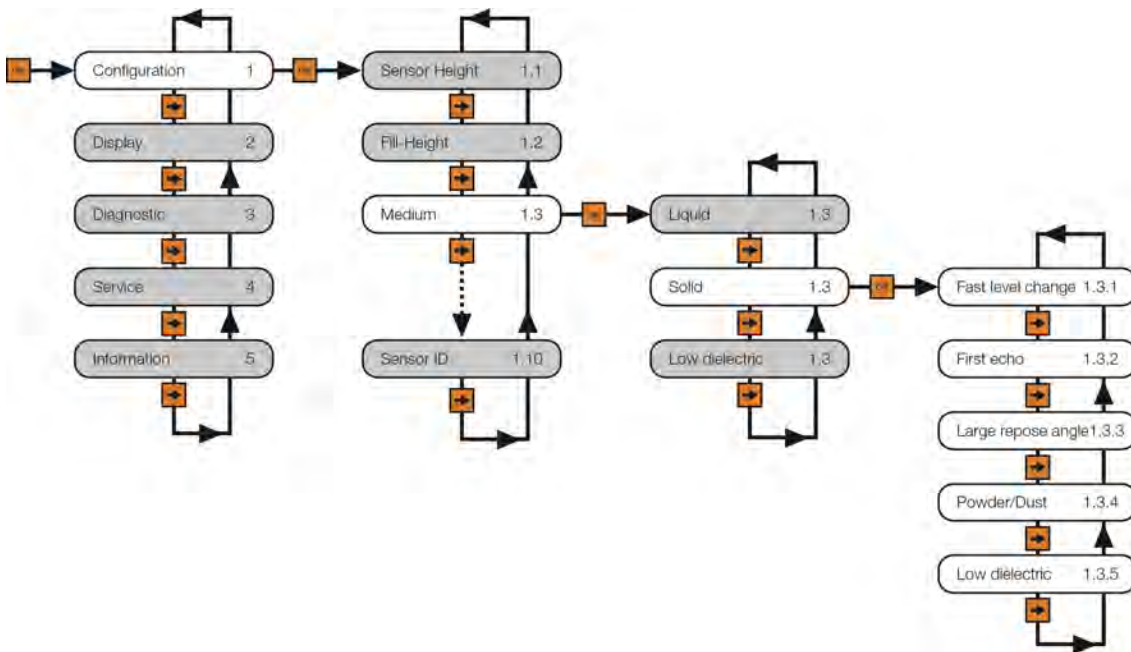 Configuration 1
Display 2
Diagnostic 3
Service 4
Information 5
Sensor Height 1.1
Fill-Height 1.2
Medium 1.3
Sensor ID 1.10
Liquid 1.3
Solid 1.3
Low dielectric 1.3
Fast level change 1.3.1
First echo 1.3.2
Large repose angle 1.3.3
Powder/Dust 1.3.4
Low dielectric 1.3.5